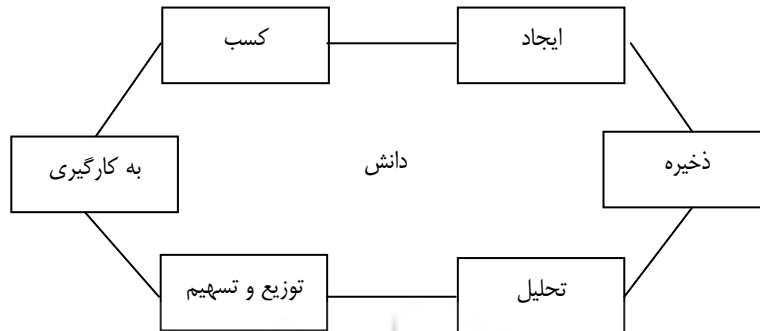 ایجاد
کسب
ذخیره
دانش
به کارگیری
تحلیل
توزیع و تسهیم